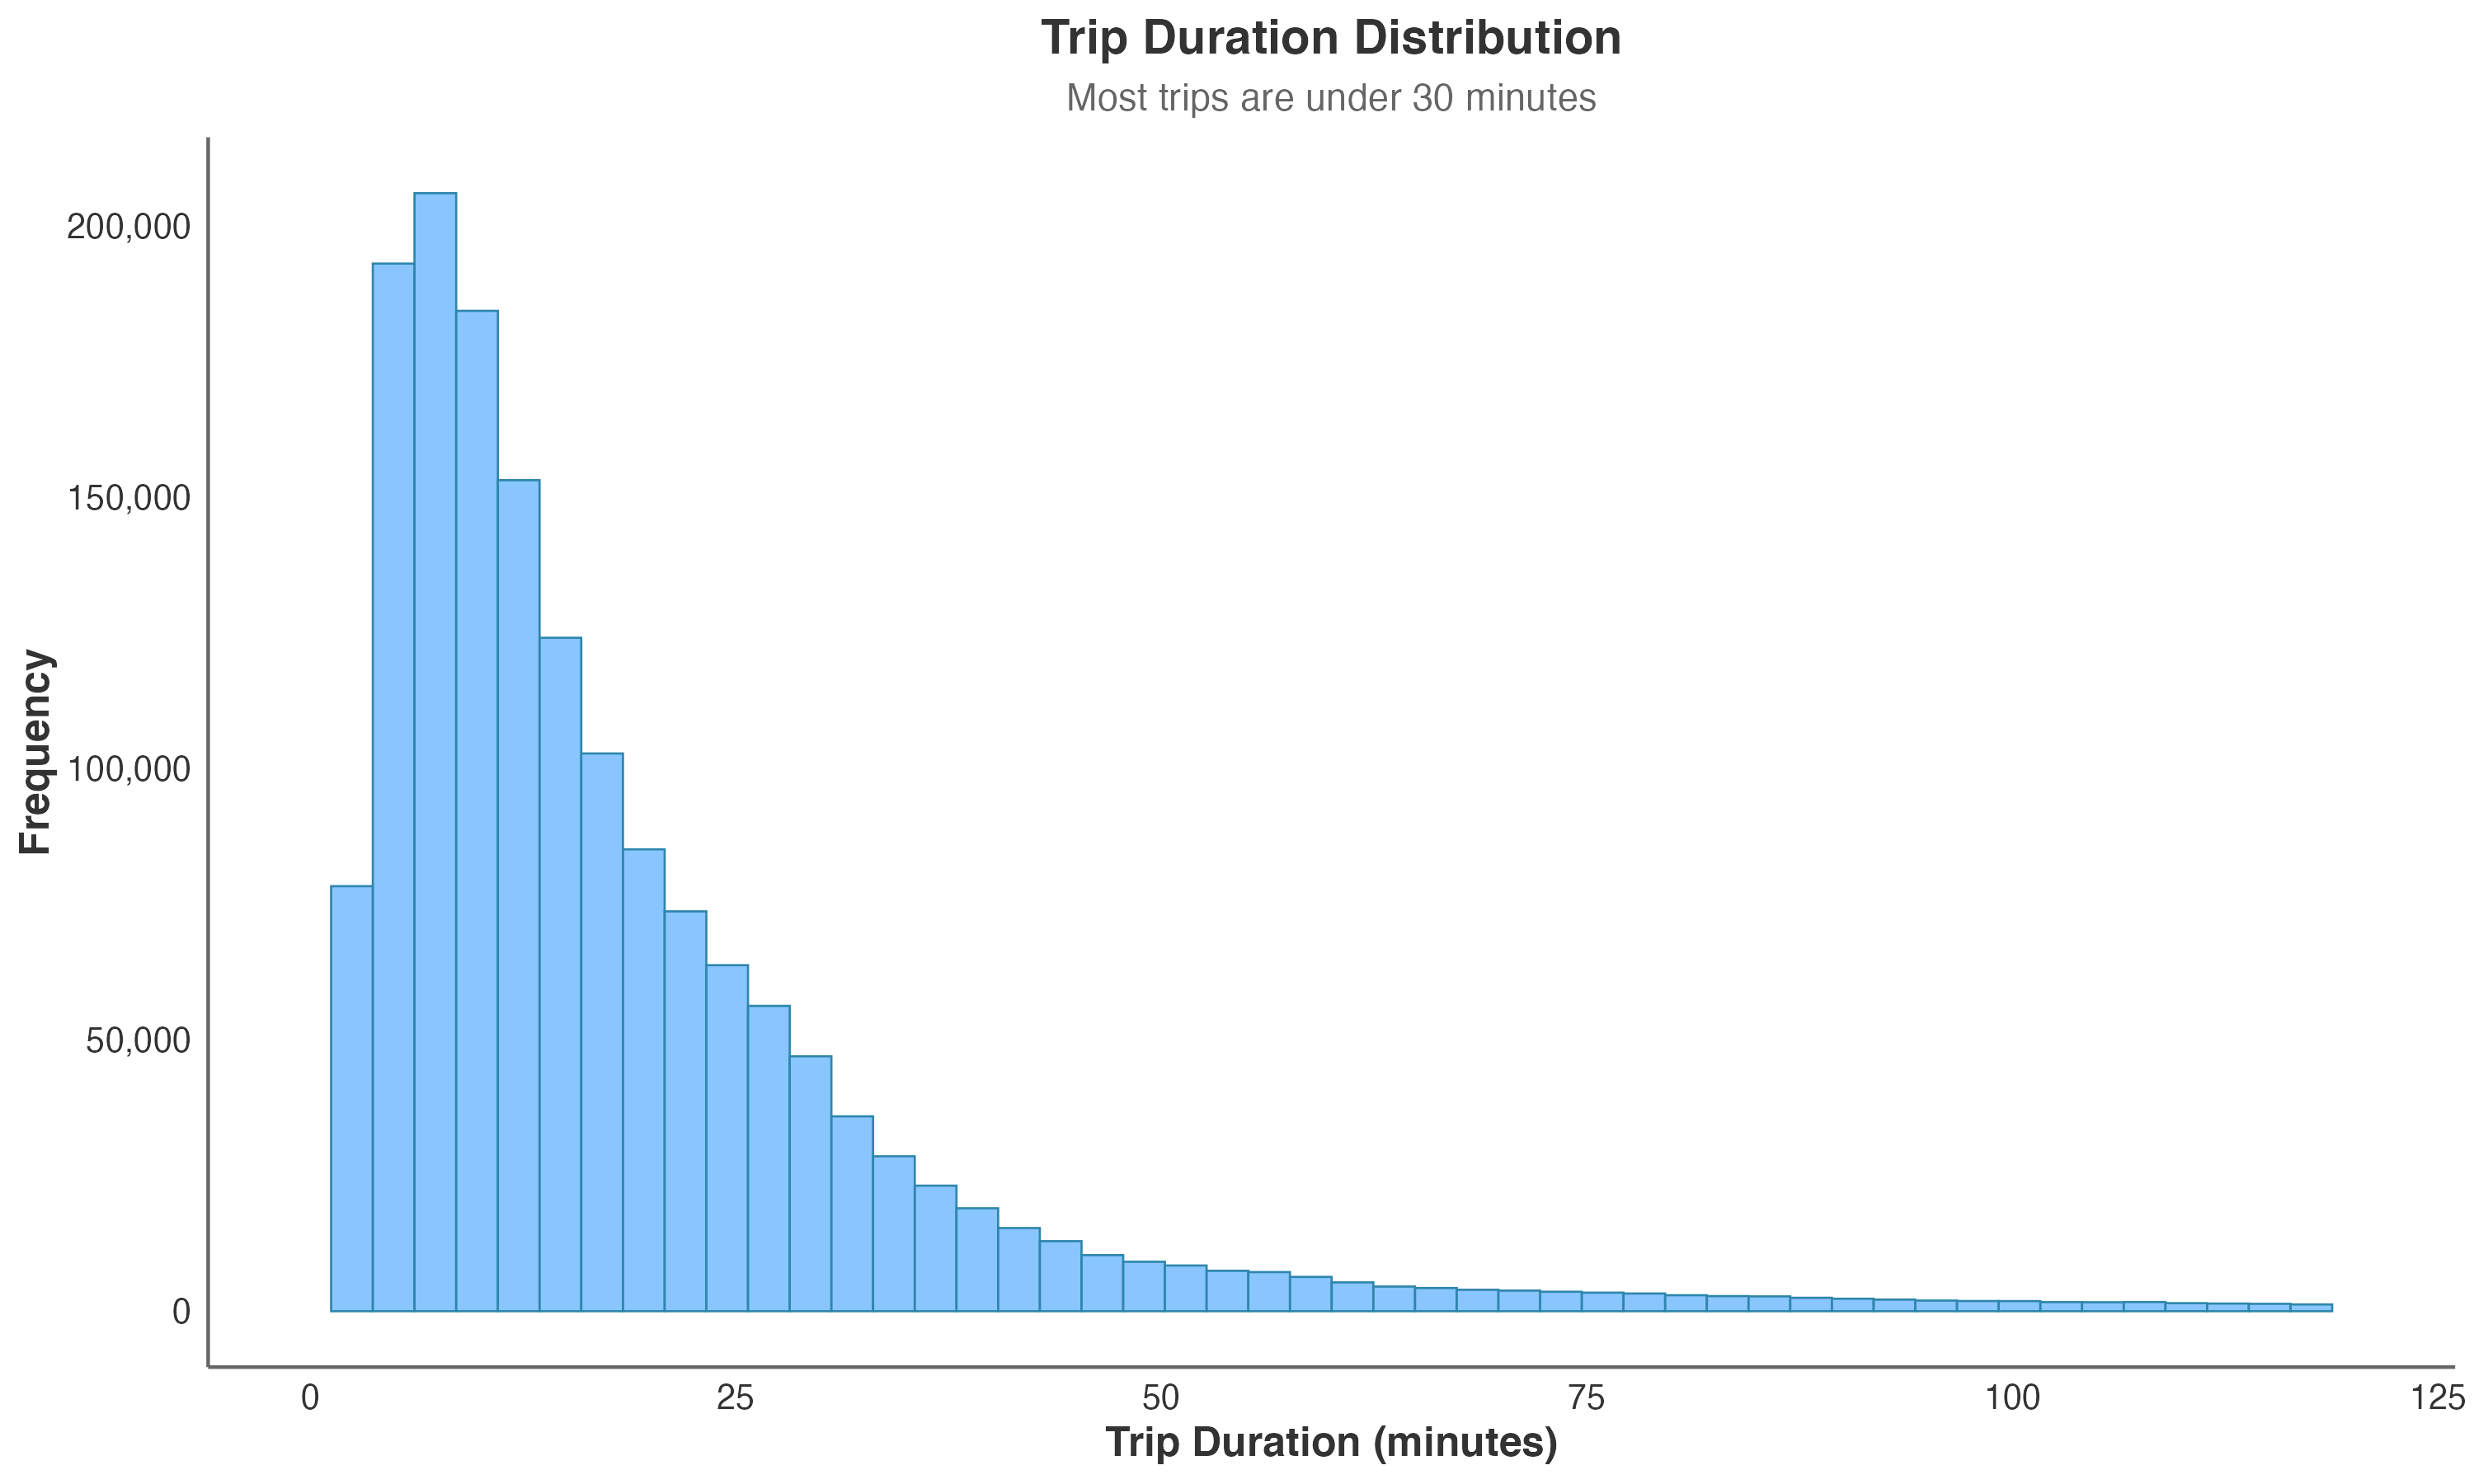 Trip Duration Distribution
Most trips are under 30 minutes
200,000
150,000
100,000
50,000
0
Frequency
0 25 50 75 100 125
Trip Duration (minutes)